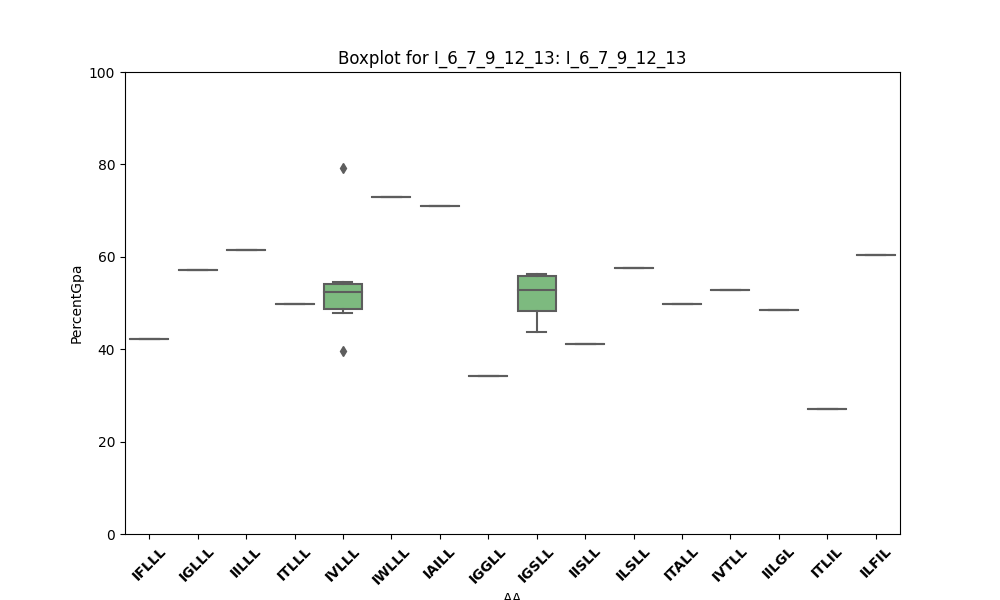 Boxplot for I_6_7_9_12_13: I_6_7_9_12_13
100
80
60
40
20
0
PercentGpa
IFLLL
IGLLL
IILLL
ITLLL
IVLLL
IWLLL
IAILL
IGGLL
IGSLL
IISLL
ILSLL
ITALL
IVTLL
IILGL
ITLIL
ILFIL
AA